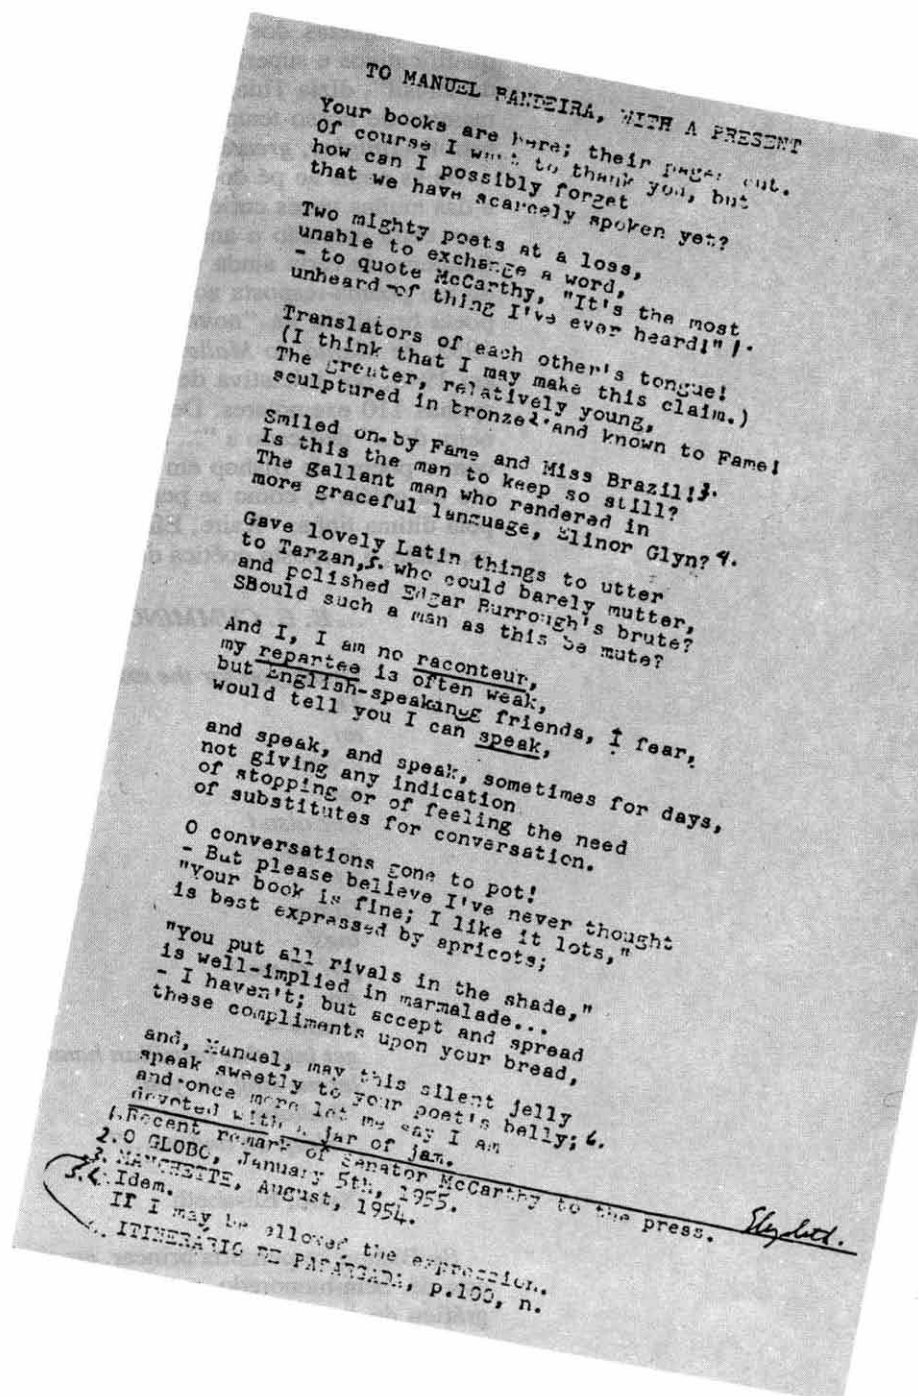 TO MANUEL BANDEIRA, WITH A PRESENT
Your books are here; their pages cut.
Of course I want to thank you, but
how can I possibly forget
that we have scarcely spoken yet?
Two mighty poets at a loss,
unable to exchange a word,
- to quote McCarthy, "It's the most
unheard-of thing I've ever heard!" 1.
Translators of each other's tongue!
(I think that I may make this claim.)
The greater, relatively young,
sculptured in bronze2. and known to Fame!
Smiled on by Fame and Miss Brazil!3.
Is this the man to keep so still?
The gallant man who rendered in
more graceful language, Elinor Glyn? 4.
Gave lovely Latin things to utter
to Tarzan,5. who could barely mutter,
and polished Edgar Burrough's brute?
SBould such a man as this be mute?
And I, I am no raconteur,
my repartee is often weak,
but English-speaking friends, I fear,
would tell you I can speak,
and speak, and speak, sometimes for days,
not giving any indication
of stopping or of feeling the need
of substitutes for conversation.
O conversations gone to pot!
- But please believe I've never thought
"Your book is fine; I like it lots,"
is best expressed by apricots;
"You put all rivals in the shade,"
is well-implied in marmalade...
- I haven't; but accept and spread
these compliments upon your bread,
and, Manuel, may this silent jelly
speak sweetly to your poet's belly; 6.
and once more let me say I am
devoted with a jar of jam.
Elizabeth.
1. Recent remark of Senator McCarthy to the press.
2. O GLOBO, January 5th, 1955.
3. MANCHETTE, August, 1954.
5.4. Idem.
If I may be allowed the expression.
ITINERÁRIO DE PASARGADA, p.100, n.